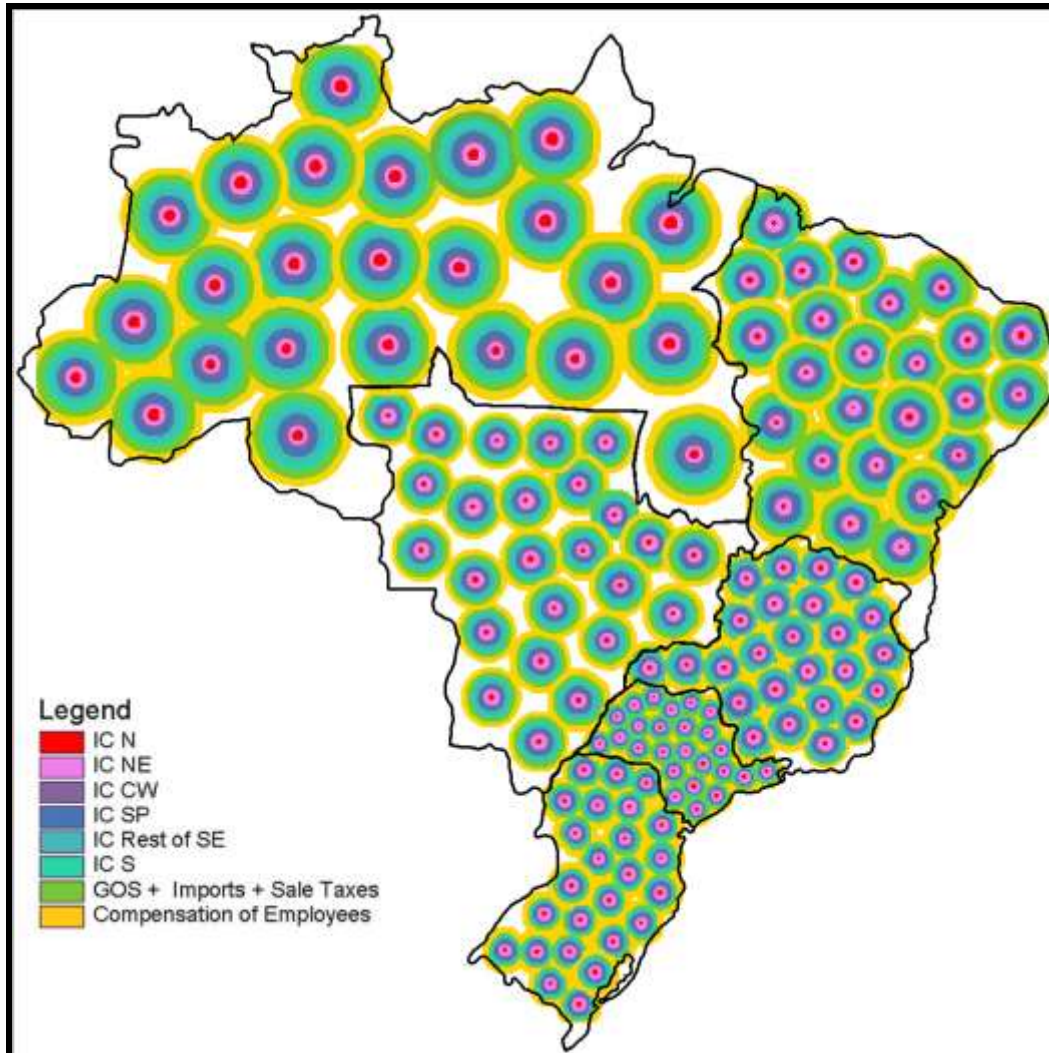 Legend
IC N
IC NE
IC CW
IC SP
IC Rest of SE
IC S
GOS + Imports + Sale Taxes
Compensation of Employees